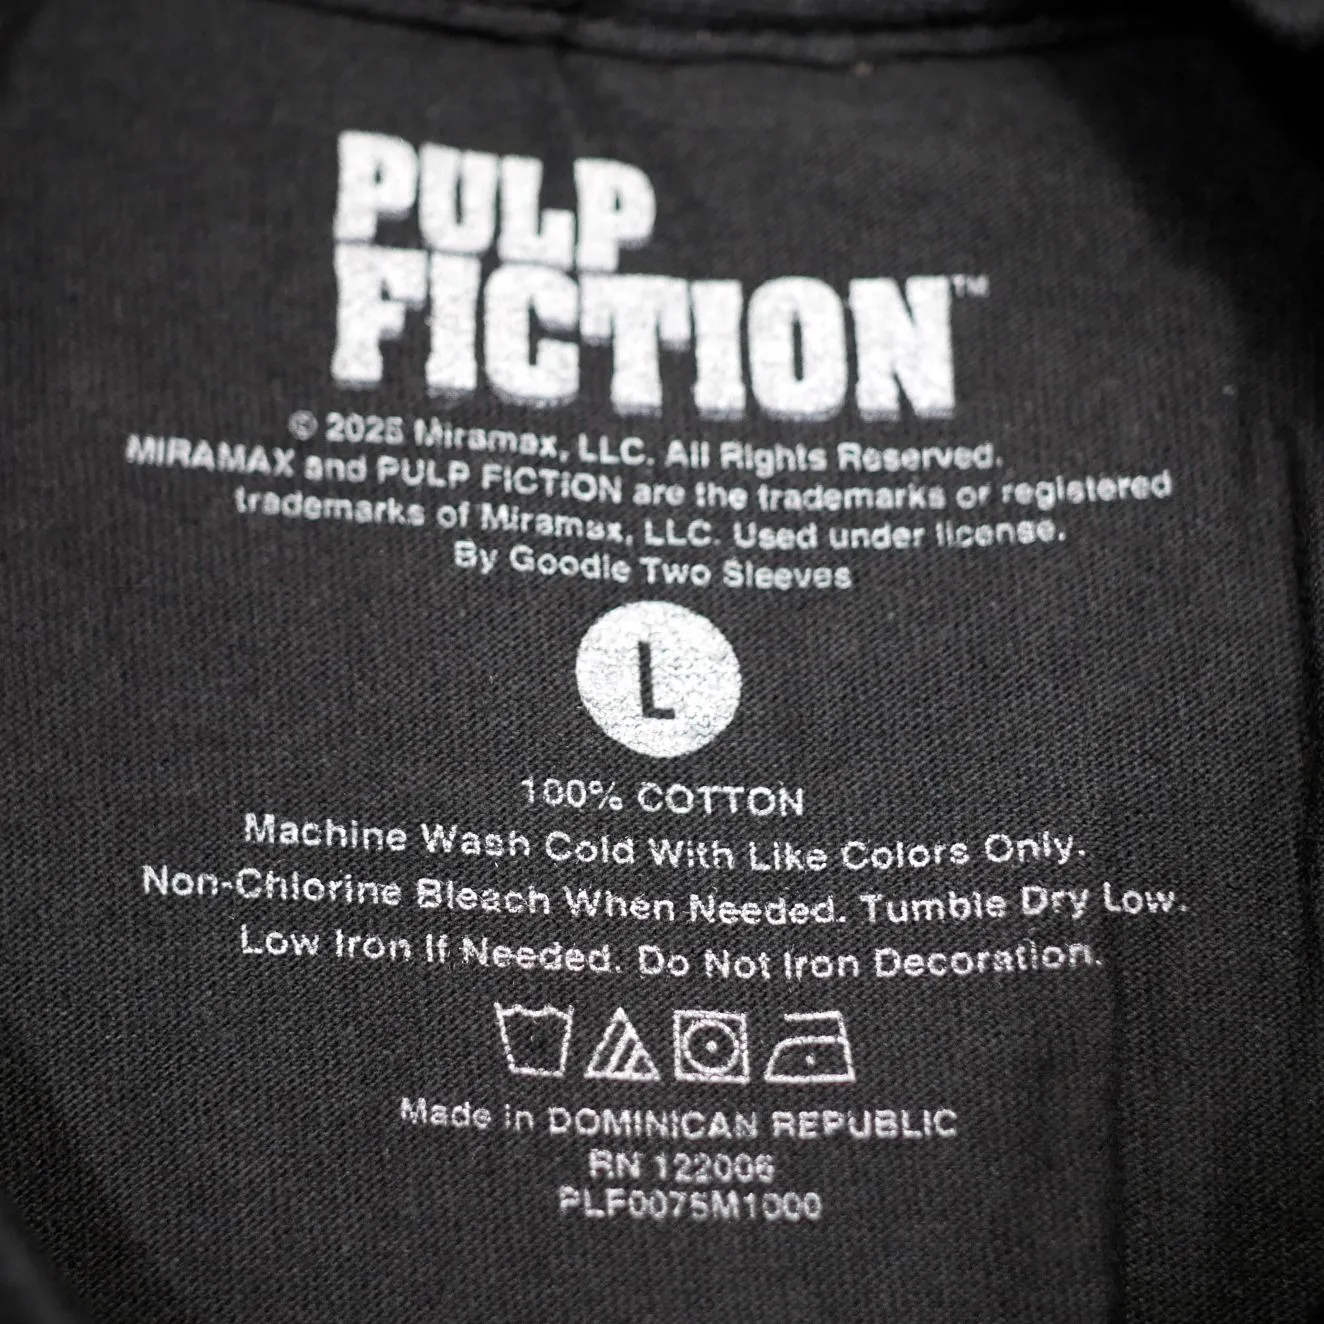 PULP
FICTION™
© 2025 Miramax, LLC. All Rights Reserved.
MIRAMAX and PULP FICTION are the trademarks or registered
trademarks of Miramax, LLC. Used under license.
By Goodie Two Sleeves
L
100% COTTON
Machine Wash Cold With Like Colors Only.
Non-Chlorine Bleach When Needed. Tumble Dry Low.
Low Iron If Needed. Do Not Iron Decoration.
Made in DOMINICAN REPUBLIC
RN 122006
PLF0075M1000